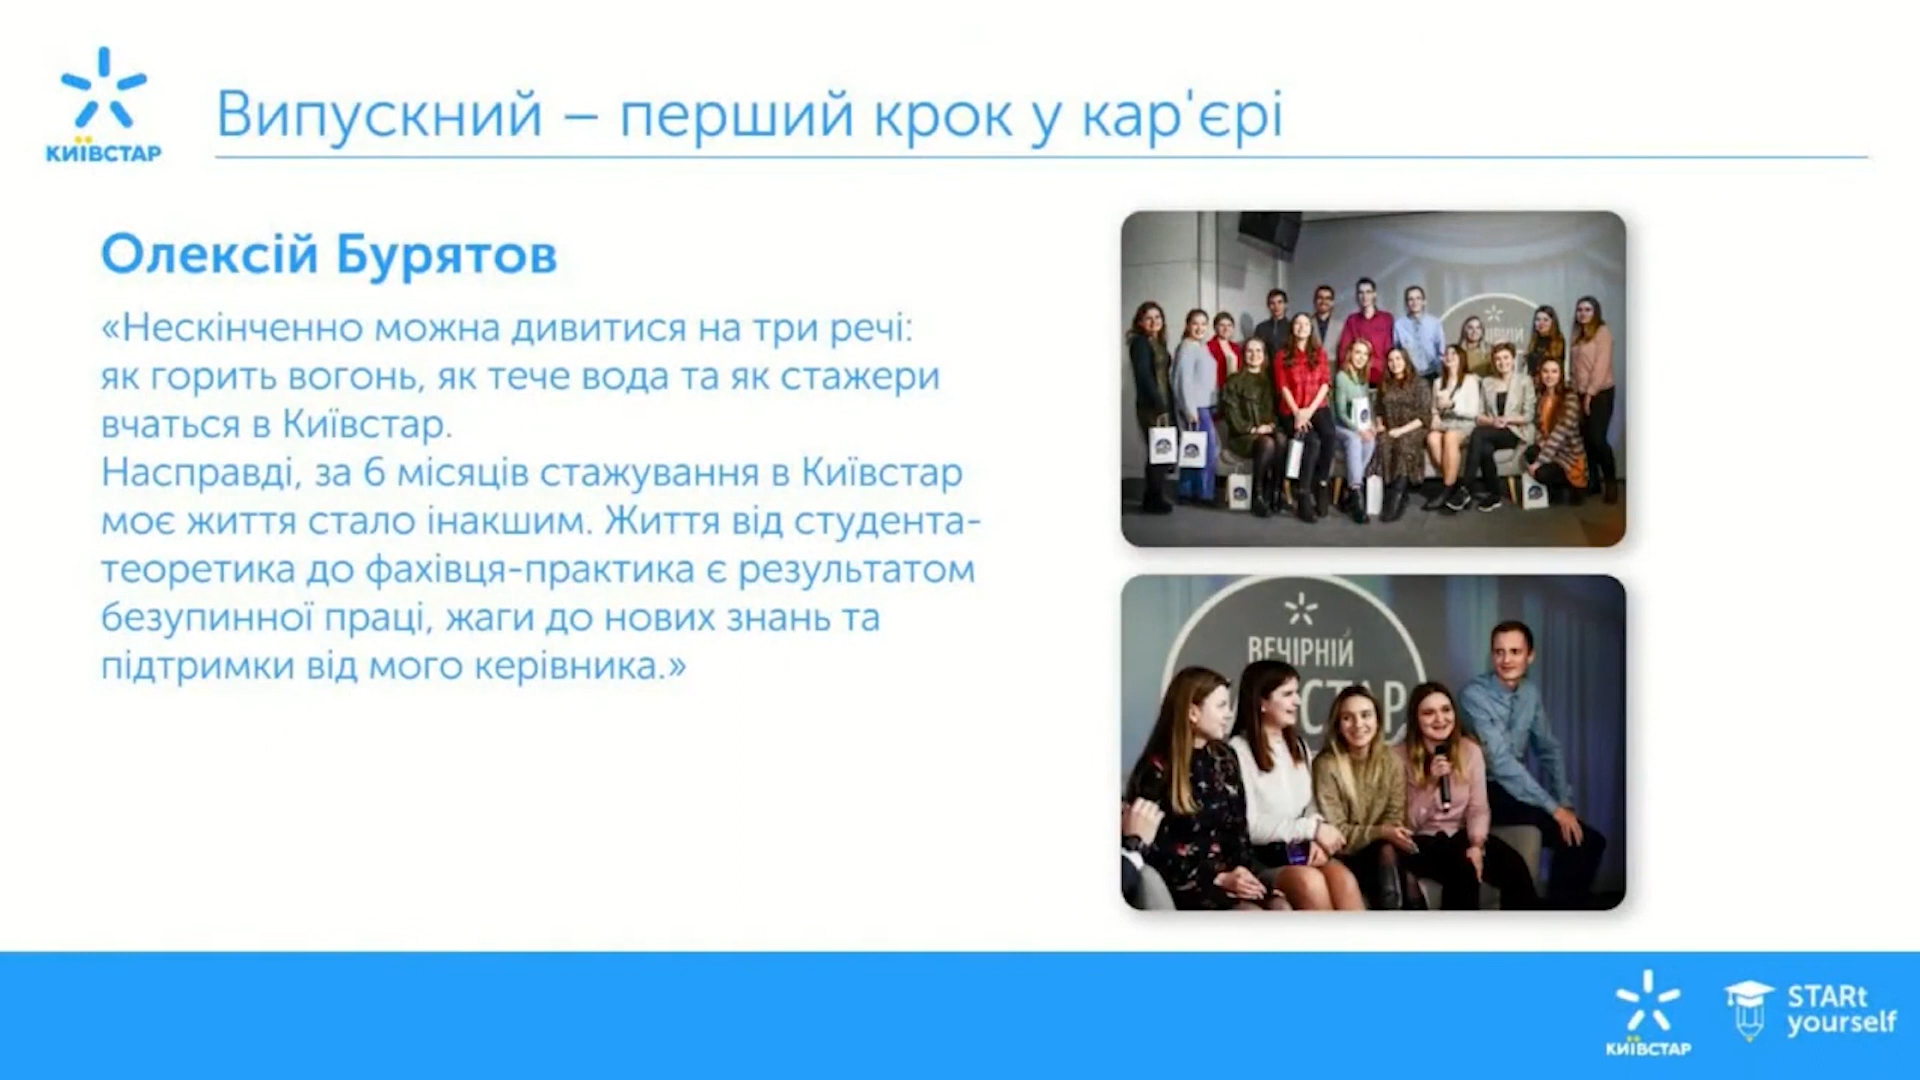 КИЇВСТАР
Випускний – перший крок у кар'єрі
Олексій Бурятов
«Нескінченно можна дивитися на три речі:
як горить вогонь, як тече вода та як стажери
вчаться в Київстар.
Насправді, за 6 місяців стажування в Київстар
моє життя стало інакшим. Життя від студента-
теоретика до фахівця-практика є результатом
безупинної праці, жаги до нових знань та
підтримки від мого керівника.»
ВЕЧІРНІЙ
КИЇВСТАР
STARt
yourself